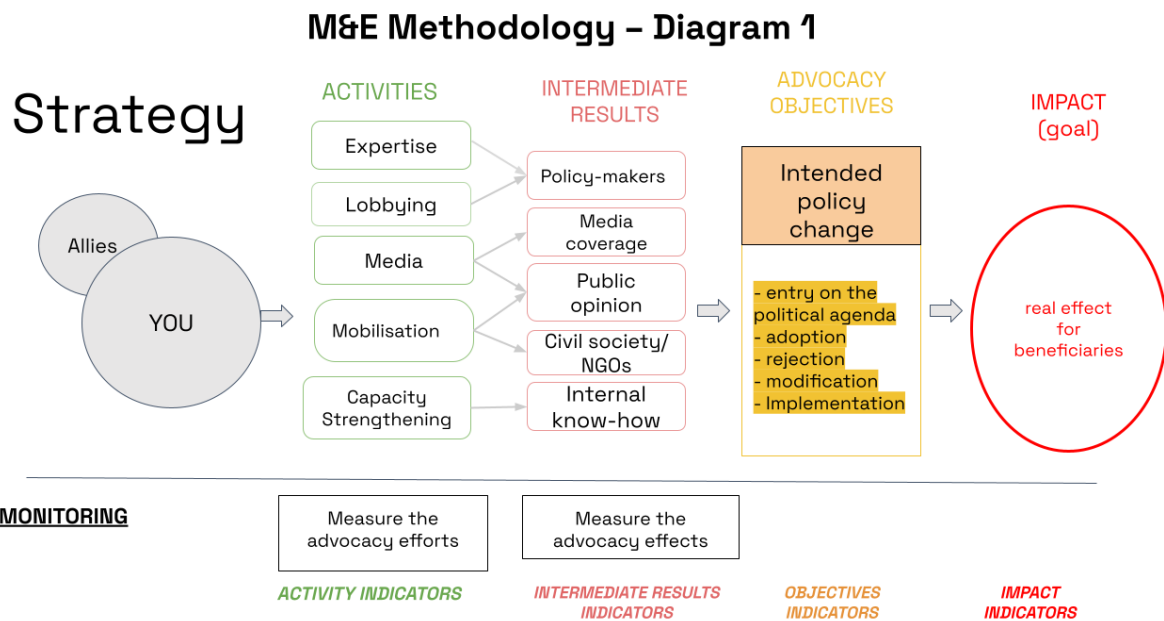 M&E Methodology – Diagram 1
Strategy
Allies
YOU
ACTIVITIES
Expertise
Lobbying
Media
Mobilisation
Capacity
Strengthening
INTERMEDIATE
RESULTS
Policy-makers
Media
coverage
Public
opinion
Civil society/
NGOs
Internal
know-how
ADVOCACY
OBJECTIVES
Intended
policy
change
- entry on the
political agenda
- adoption
- rejection
- modification
- Implementation
IMPACT
(goal)
real effect
for
beneficiaries
MONITORING
Measure the
advocacy efforts
Measure the
advocacy effects
ACTIVITY INDICATORS
INTERMEDIATE RESULTS
INDICATORS
OBJECTIVES
INDICATORS
IMPACT
INDICATORS